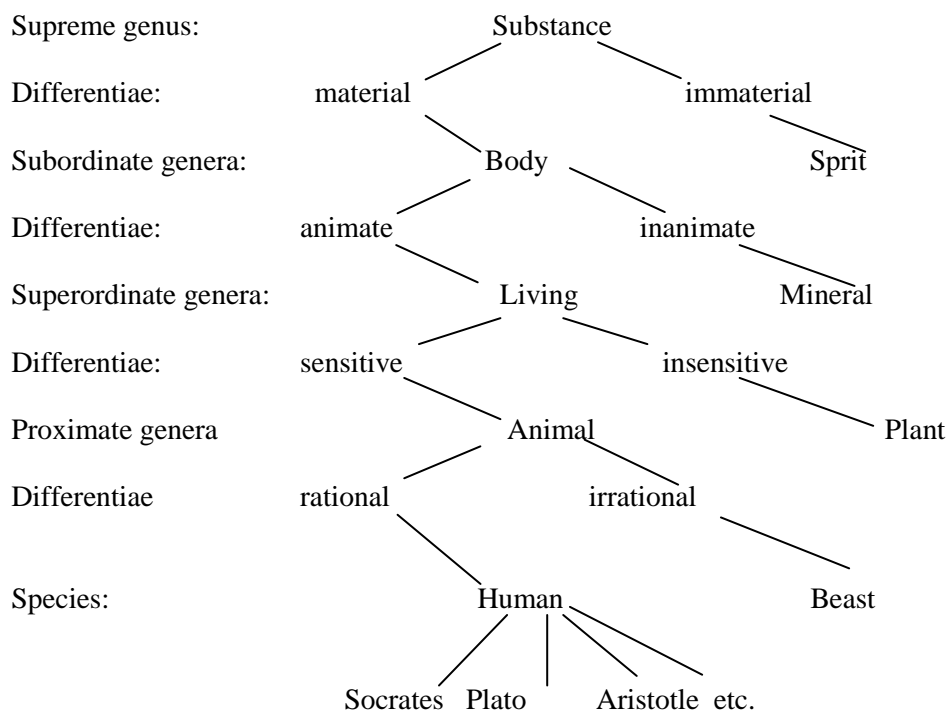 Supreme genus: Substance
Differentiae: material immaterial
Subordinate genera: Body Sprit
Differentiae: animate inanimate
Superordinate genera: Living Mineral
Differentiae: sensitive insensitive
Proximate genera Animal Plant
Differentiae rational irrational
Species: Human Beast
Socrates Plato Aristotle etc.